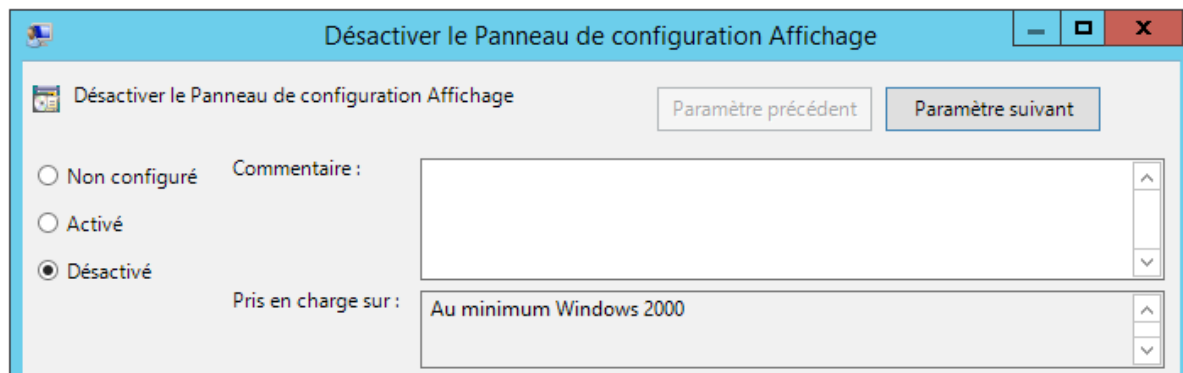 Désactiver le Panneau de configuration Affichage
Désactiver le Panneau de configuration Affichage
Paramètre précédent
Paramètre suivant
Non configuré
Commentaire :
Activé
Désactivé
Pris en charge sur :
Au minimum Windows 2000